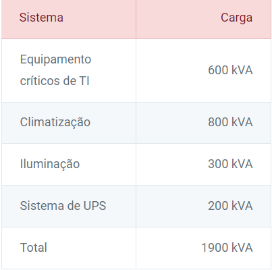 Sistema Carga
Equipamento
críticos de TI 600 kVA
Climatização 800 kVA
Iluminação 300 kVA
Sistema de UPS 200 kVA
Total 1900 kVA